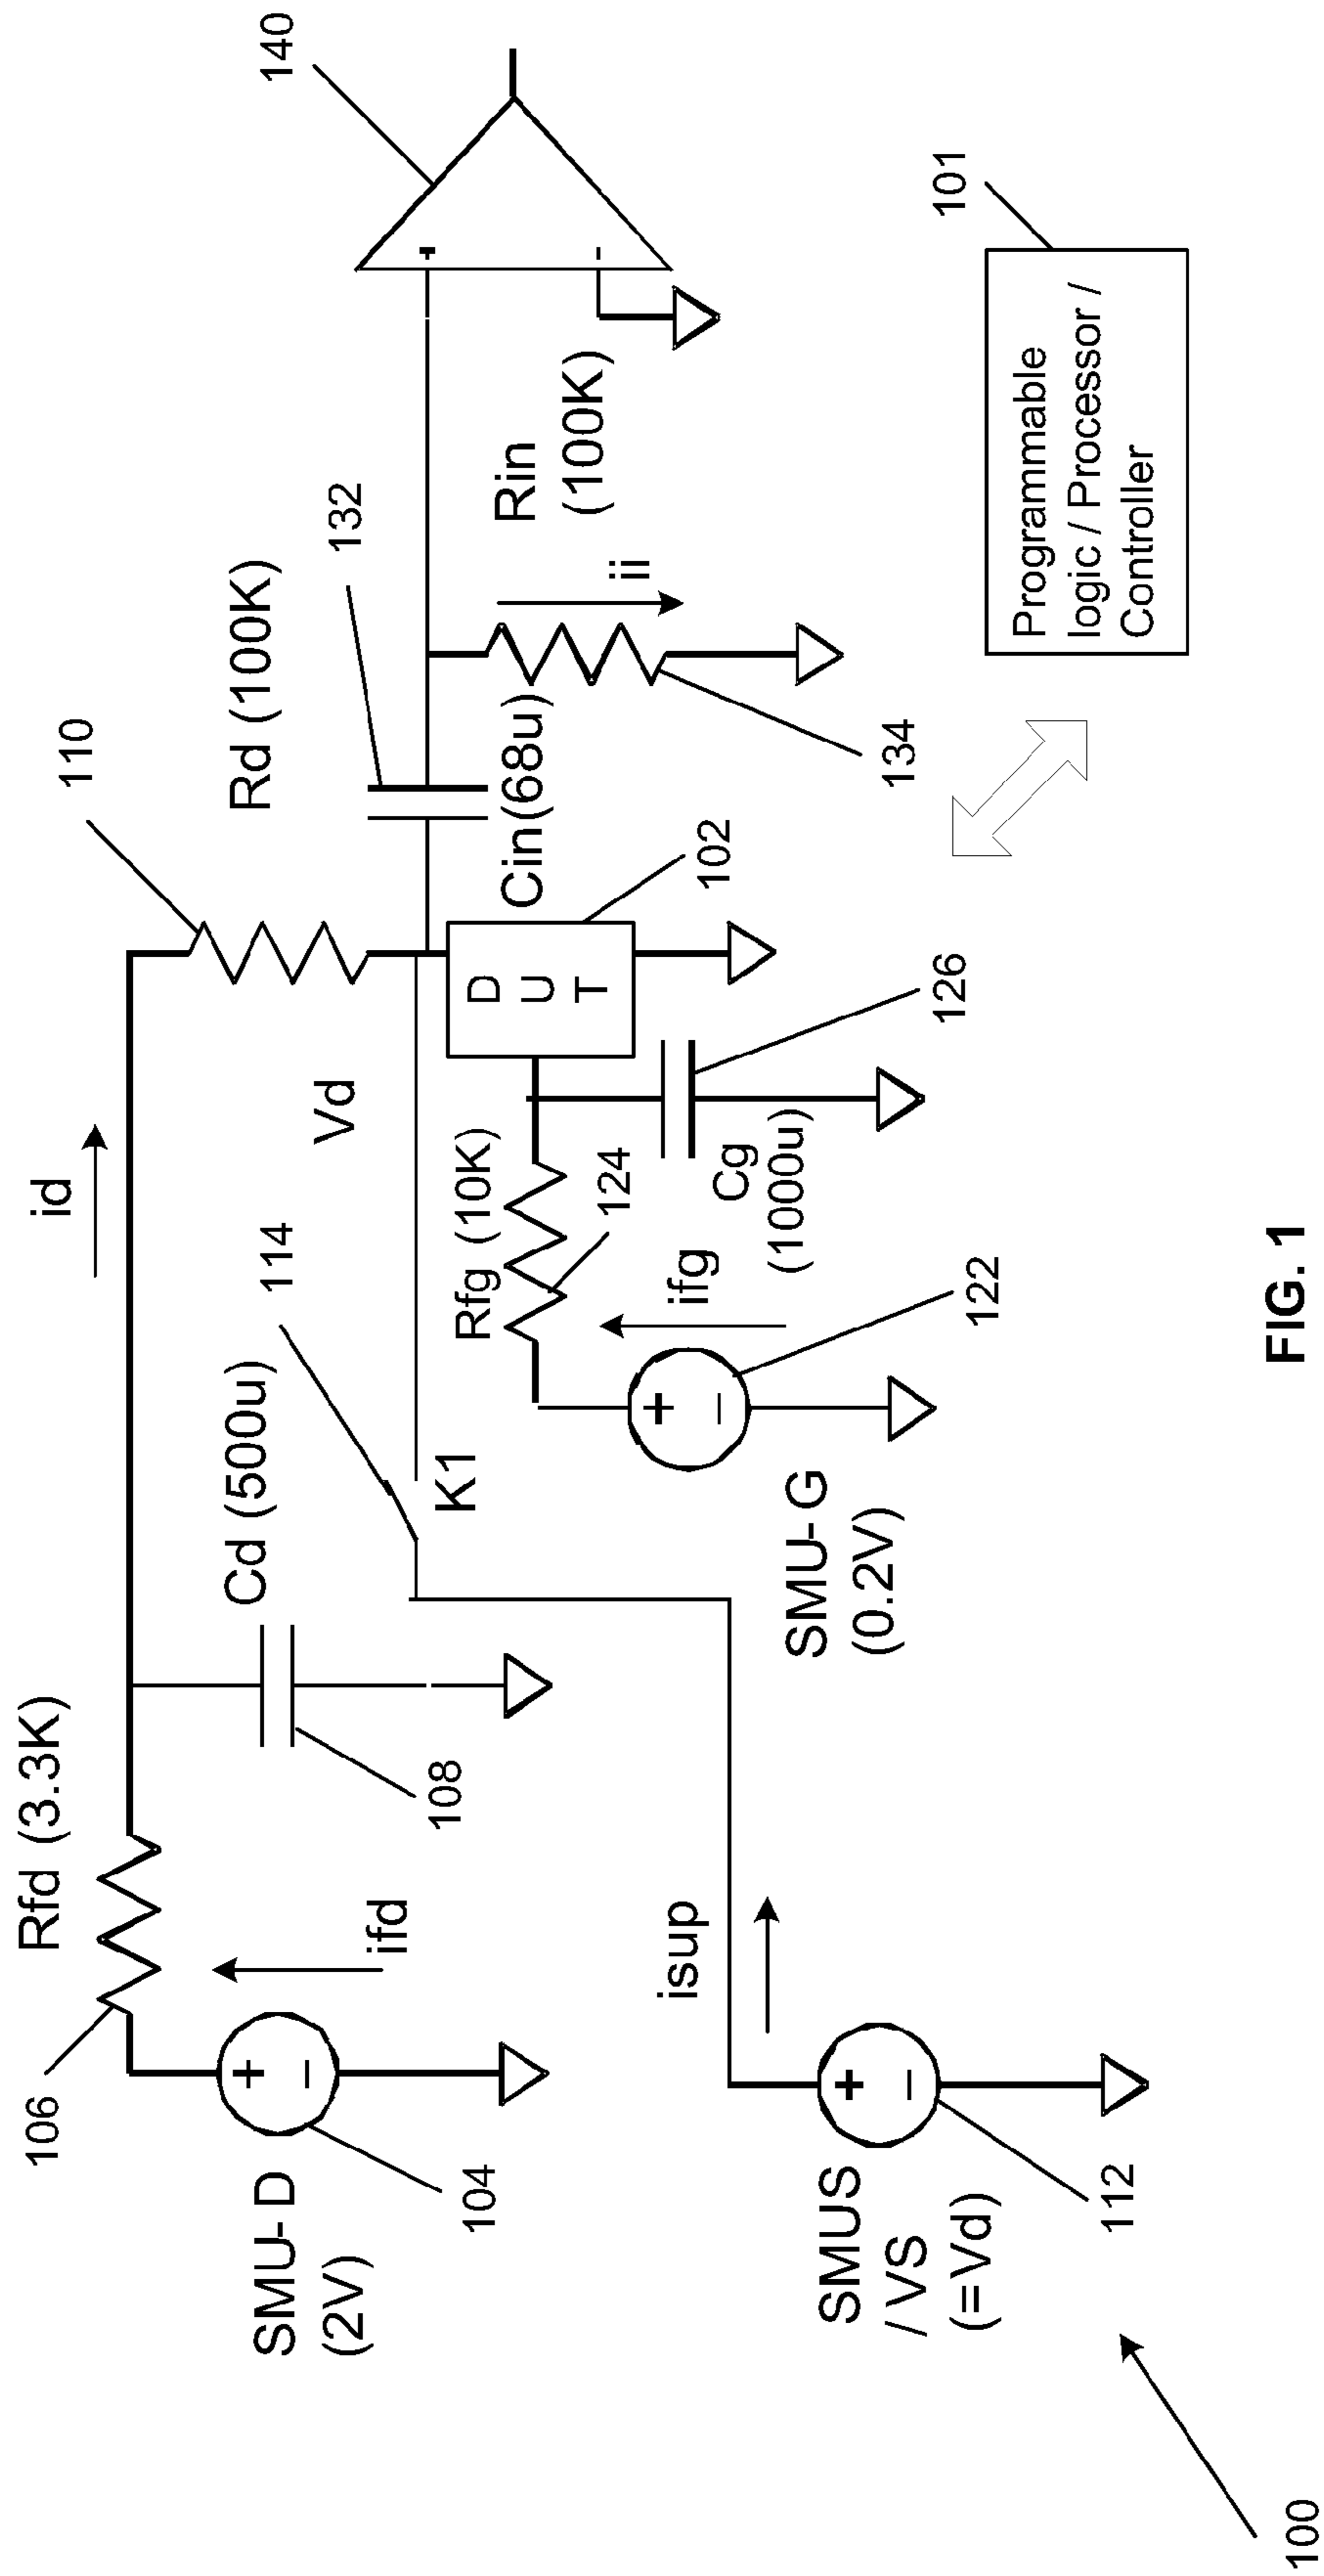 Rfd (3.3K)
106
id
110
Rd (100K)
140
SMU- D
(2V)
104
ifd
108
Cd (500u)
114
Vd
132
K1
Rfg (10K)
124
D
U
T
Cin(68u)
102
Rin
(100K)
ii
134
+
-
isup
SMUS
/ VS
(=Vd)
112
SMU- G
(0.2V)
ifg
122
Cg
(1000u)
126
101
Programmable
logic / Processor /
Controller
100
FIG. 1